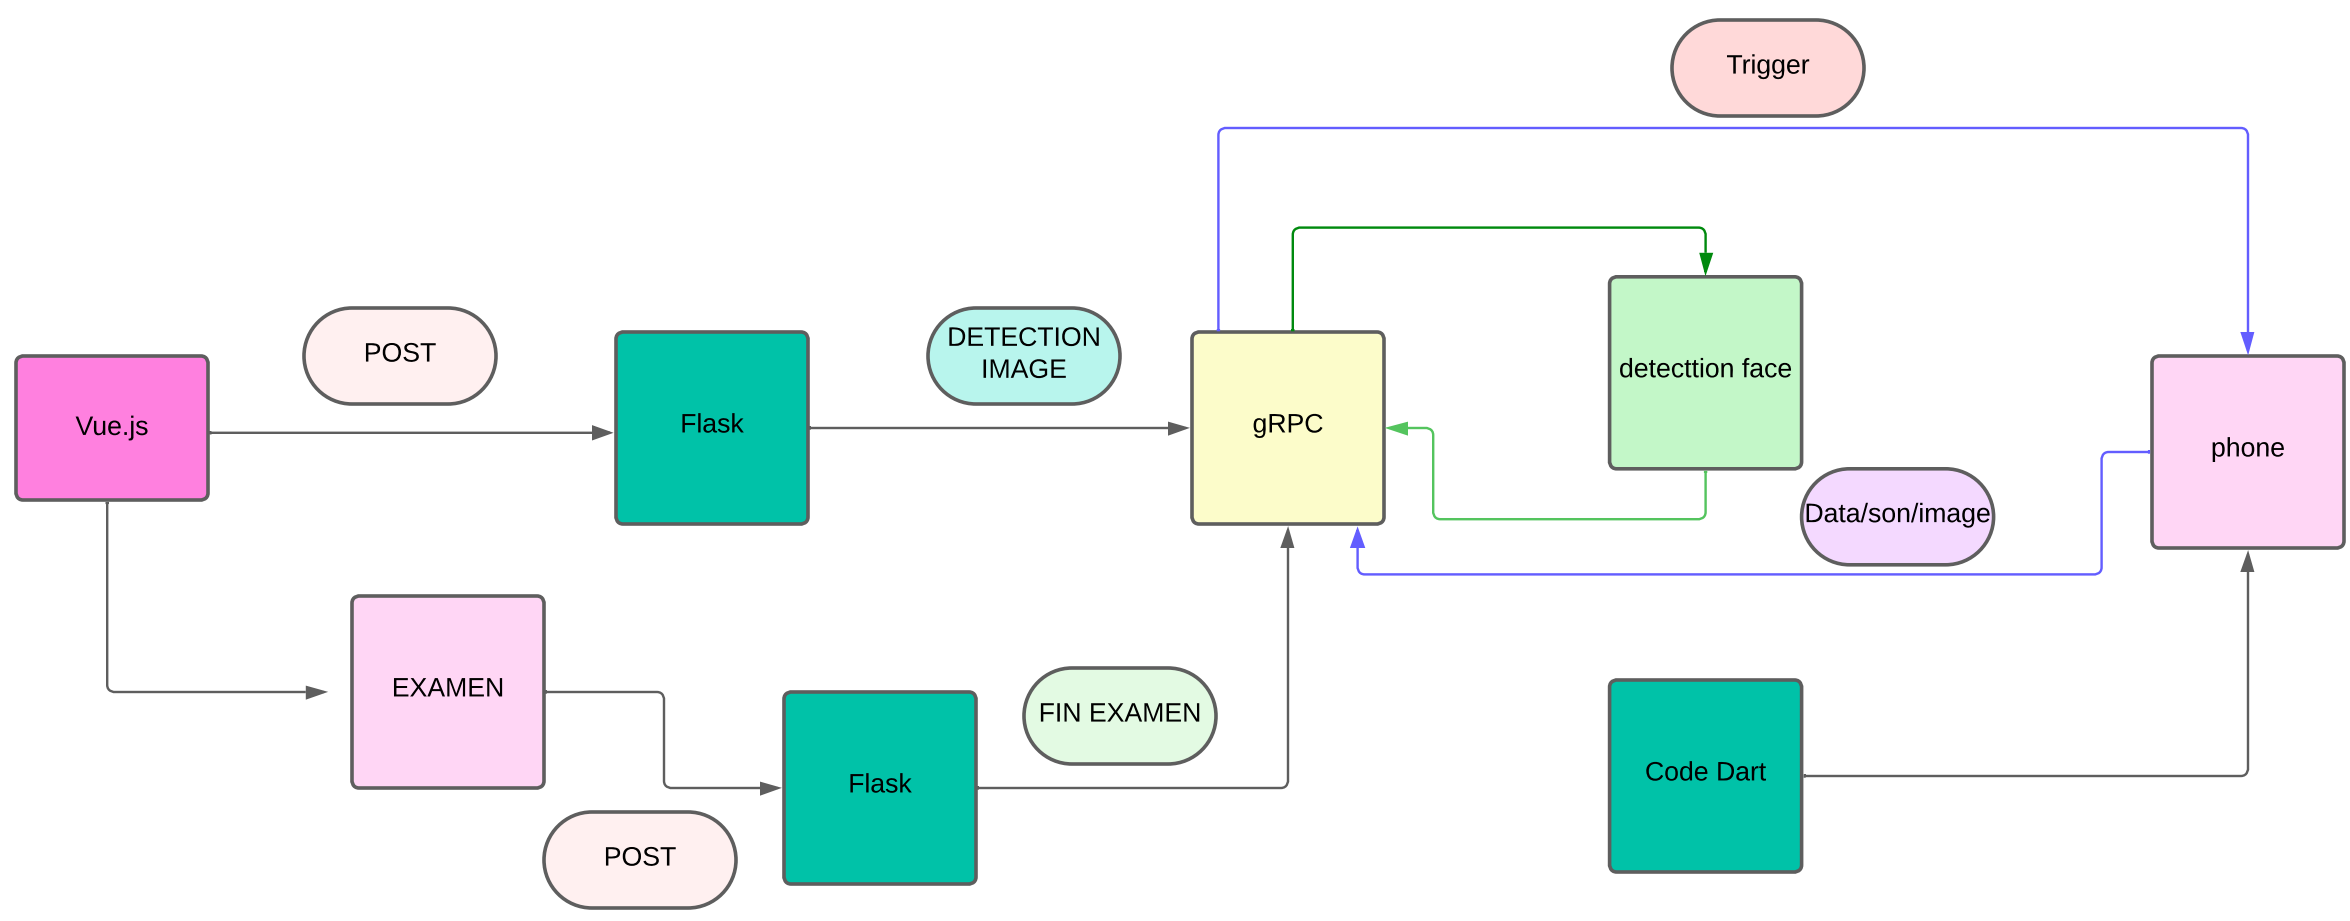 Trigger
POST
DETECTION
IMAGE
Vue.js
Flask
gRPC
detecttion face
phone
Data/son/image
EXAMEN
FIN EXAMEN
Flask
Code Dart
POST